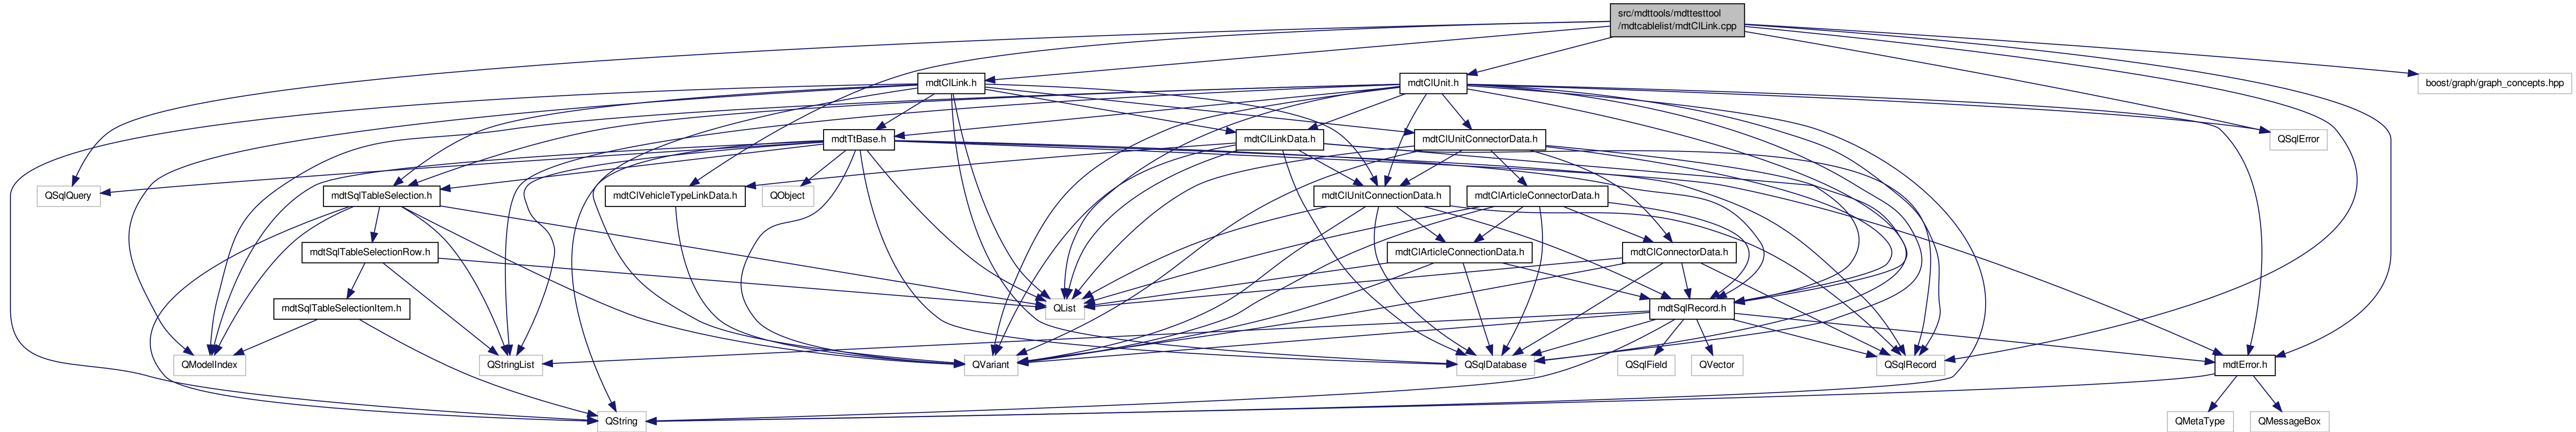 src/mdttools/mdttesttool
/mdtcablelist/mdtClLink.cpp
mdtClLink.h
mdtClUnit.h
boost/graph/graph_concepts.hpp
mdtTtBase.h
mdtClLinkData.h
mdtClUnitConnectorData.h
QSqlError
QSqlQuery
mdtSqlTableSelection.h
mdtClVehicleTypeLinkData.h
QObject
mdtClUnitConnectionData.h
mdtClArticleConnectorData.h
mdtSqlTableSelectionRow.h
mdtClArticleConnectionData.h
mdtClConnectorData.h
mdtSqlTableSelectionItem.h
QList
mdtSqlRecord.h
QModelIndex
QStringList
QVariant
QSqlDatabase
QSqlField
QVector
QSqlRecord
mdtError.h
QString
QMetaType
QMessageBox